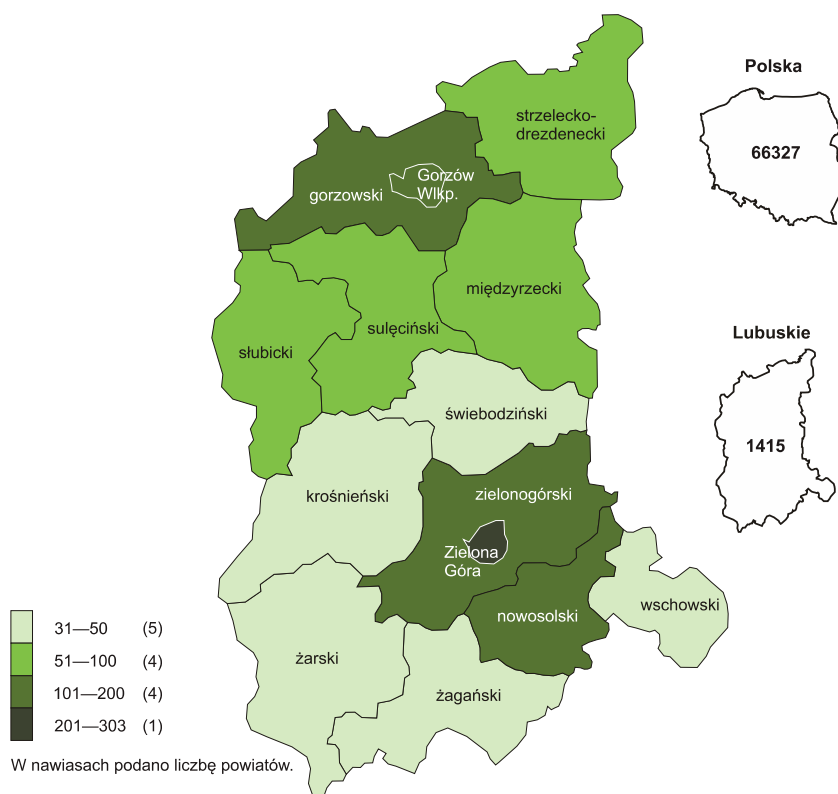 Polska
66327
strzelecko-
drezdenecki
gorzowski
Gorzów
Wlkp.
międzyrzecki
sulęciński
słubicki
Lubuskie
1415
świebodziński
krośnieński
zielonogórski
Zielona
Góra
nowosolski
wschowski
żarski
żagański
31—50 (5)
51—100 (4)
101—200 (4)
201—303 (1)
W nawiasach podano liczbę powiatów.